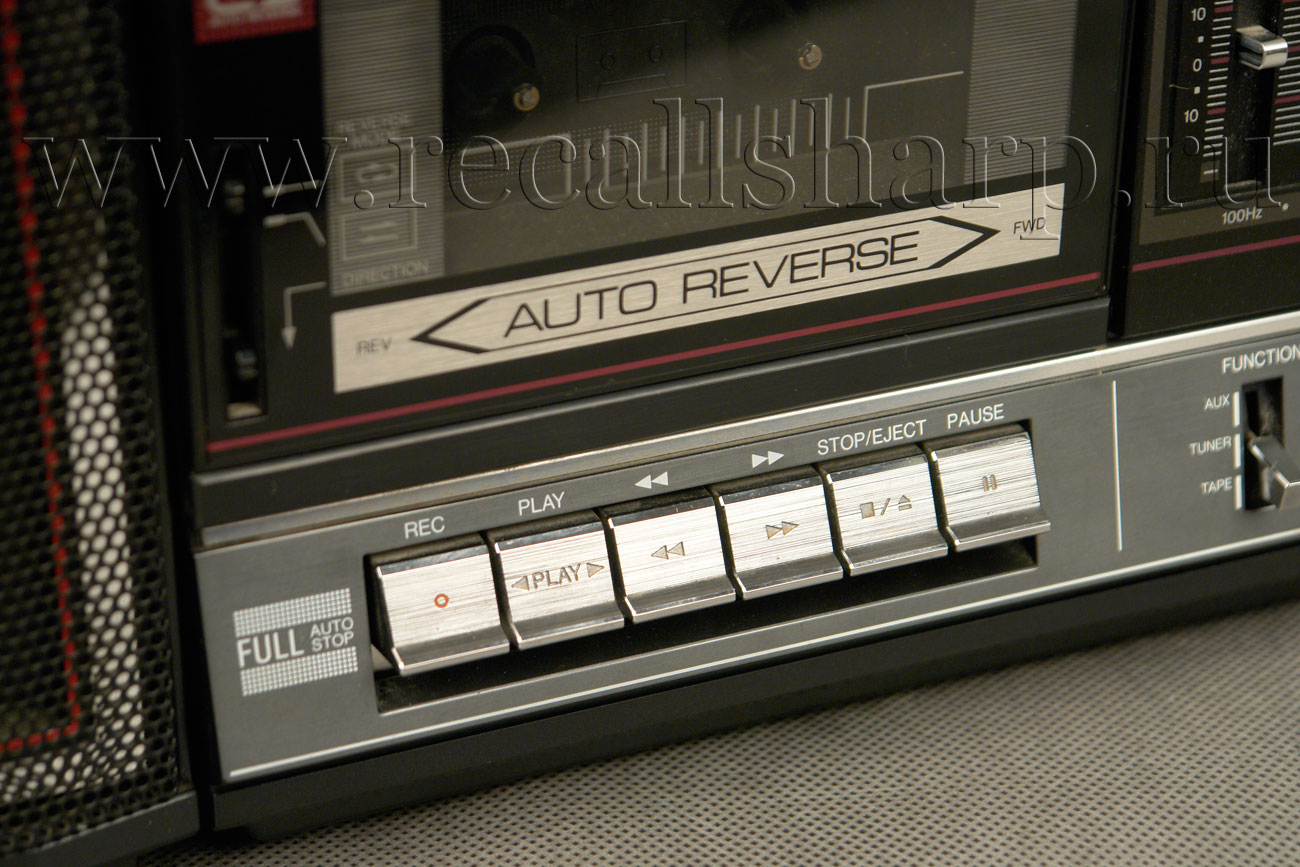 10
0
10
100Hz
www.recallsharp.ru
REVERSE
MODE
DIRECTION
REV
AUTO REVERSE
FWD
FUNCTION
AUX
TUNER
TAPE
REC
PLAY
STOP/EJECT
PAUSE
PLAY
FULL AUTO
STOP